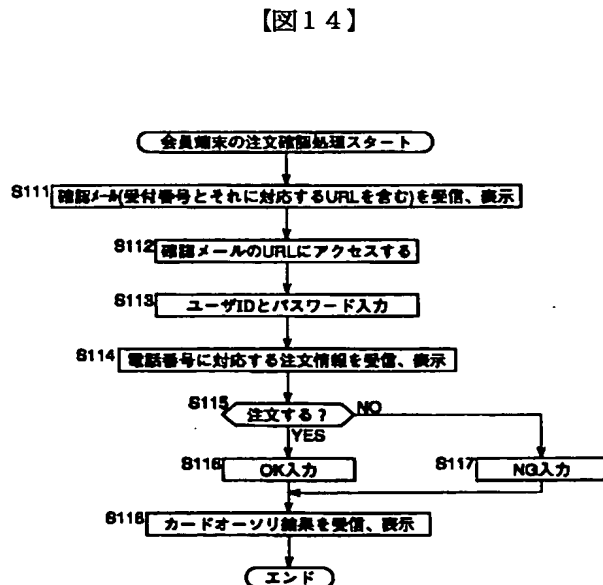 【図１４】
会員端末の注文確認処理スタート
S111 確認メール(受付番号とそれに対応するURLを含む)を受信、表示
S112 確認メールのURLにアクセスする
S113 ユーザIDとパスワード入力
S114 電話番号に対応する注文情報を受信、表示
S115 注文する？ NO
YES
S116 OK入力 S117 NG入力
S118 カードオーソリ結果を受信、表示
エンド